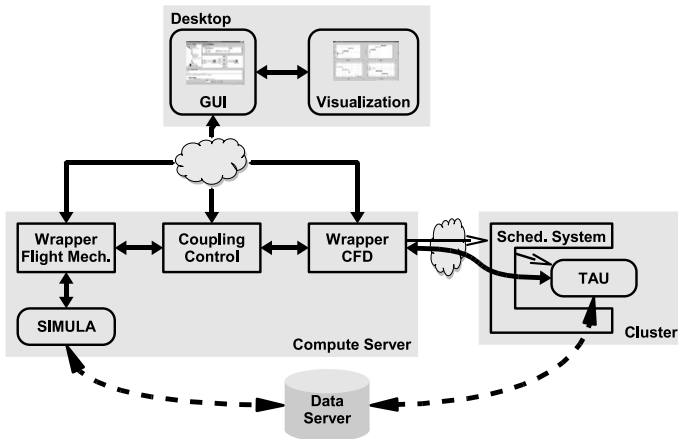 Desktop
GUI
Visualization
Wrapper
Flight Mech.
Coupling
Control
Wrapper
CFD
Sched. System
TAU
SIMULA
Compute Server
Cluster
Data
Server